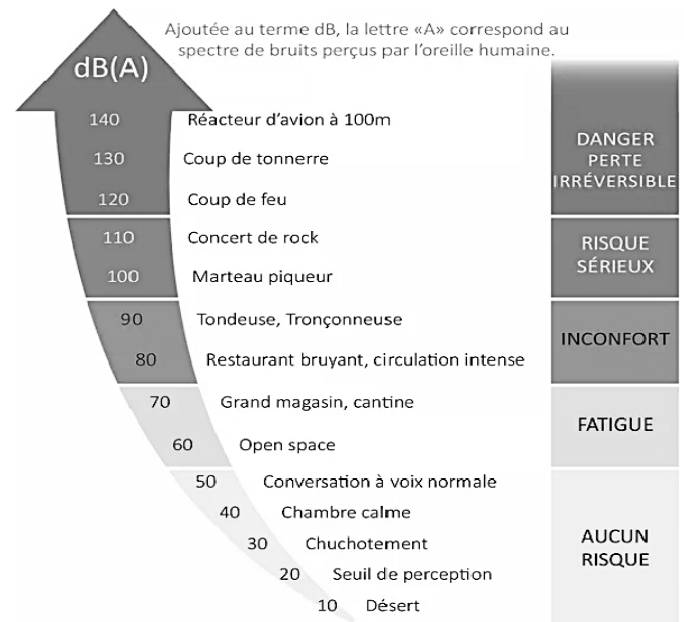 Ajoutée au terme dB, la lettre «A» correspond au
spectre de bruits perçus par l'oreille humaine.
dB(A)
140 Réacteur d'avion à 100m
130 Coup de tonnerre
120 Coup de feu
DANGER
PERTE
IRRÉVERSIBLE
110 Concert de rock
100 Marteau piqueur
RISQUE
SÉRIEUX
90 Tondeuse, Tronçonneuse
80 Restaurant bruyant, circulation intense
INCONFORT
70 Grand magasin, cantine
60 Open space
FATIGUE
50 Conversation à voix normale
40 Chambre calme
30 Chuchotement
20 Seuil de perception
10 Désert
AUCUN
RISQUE